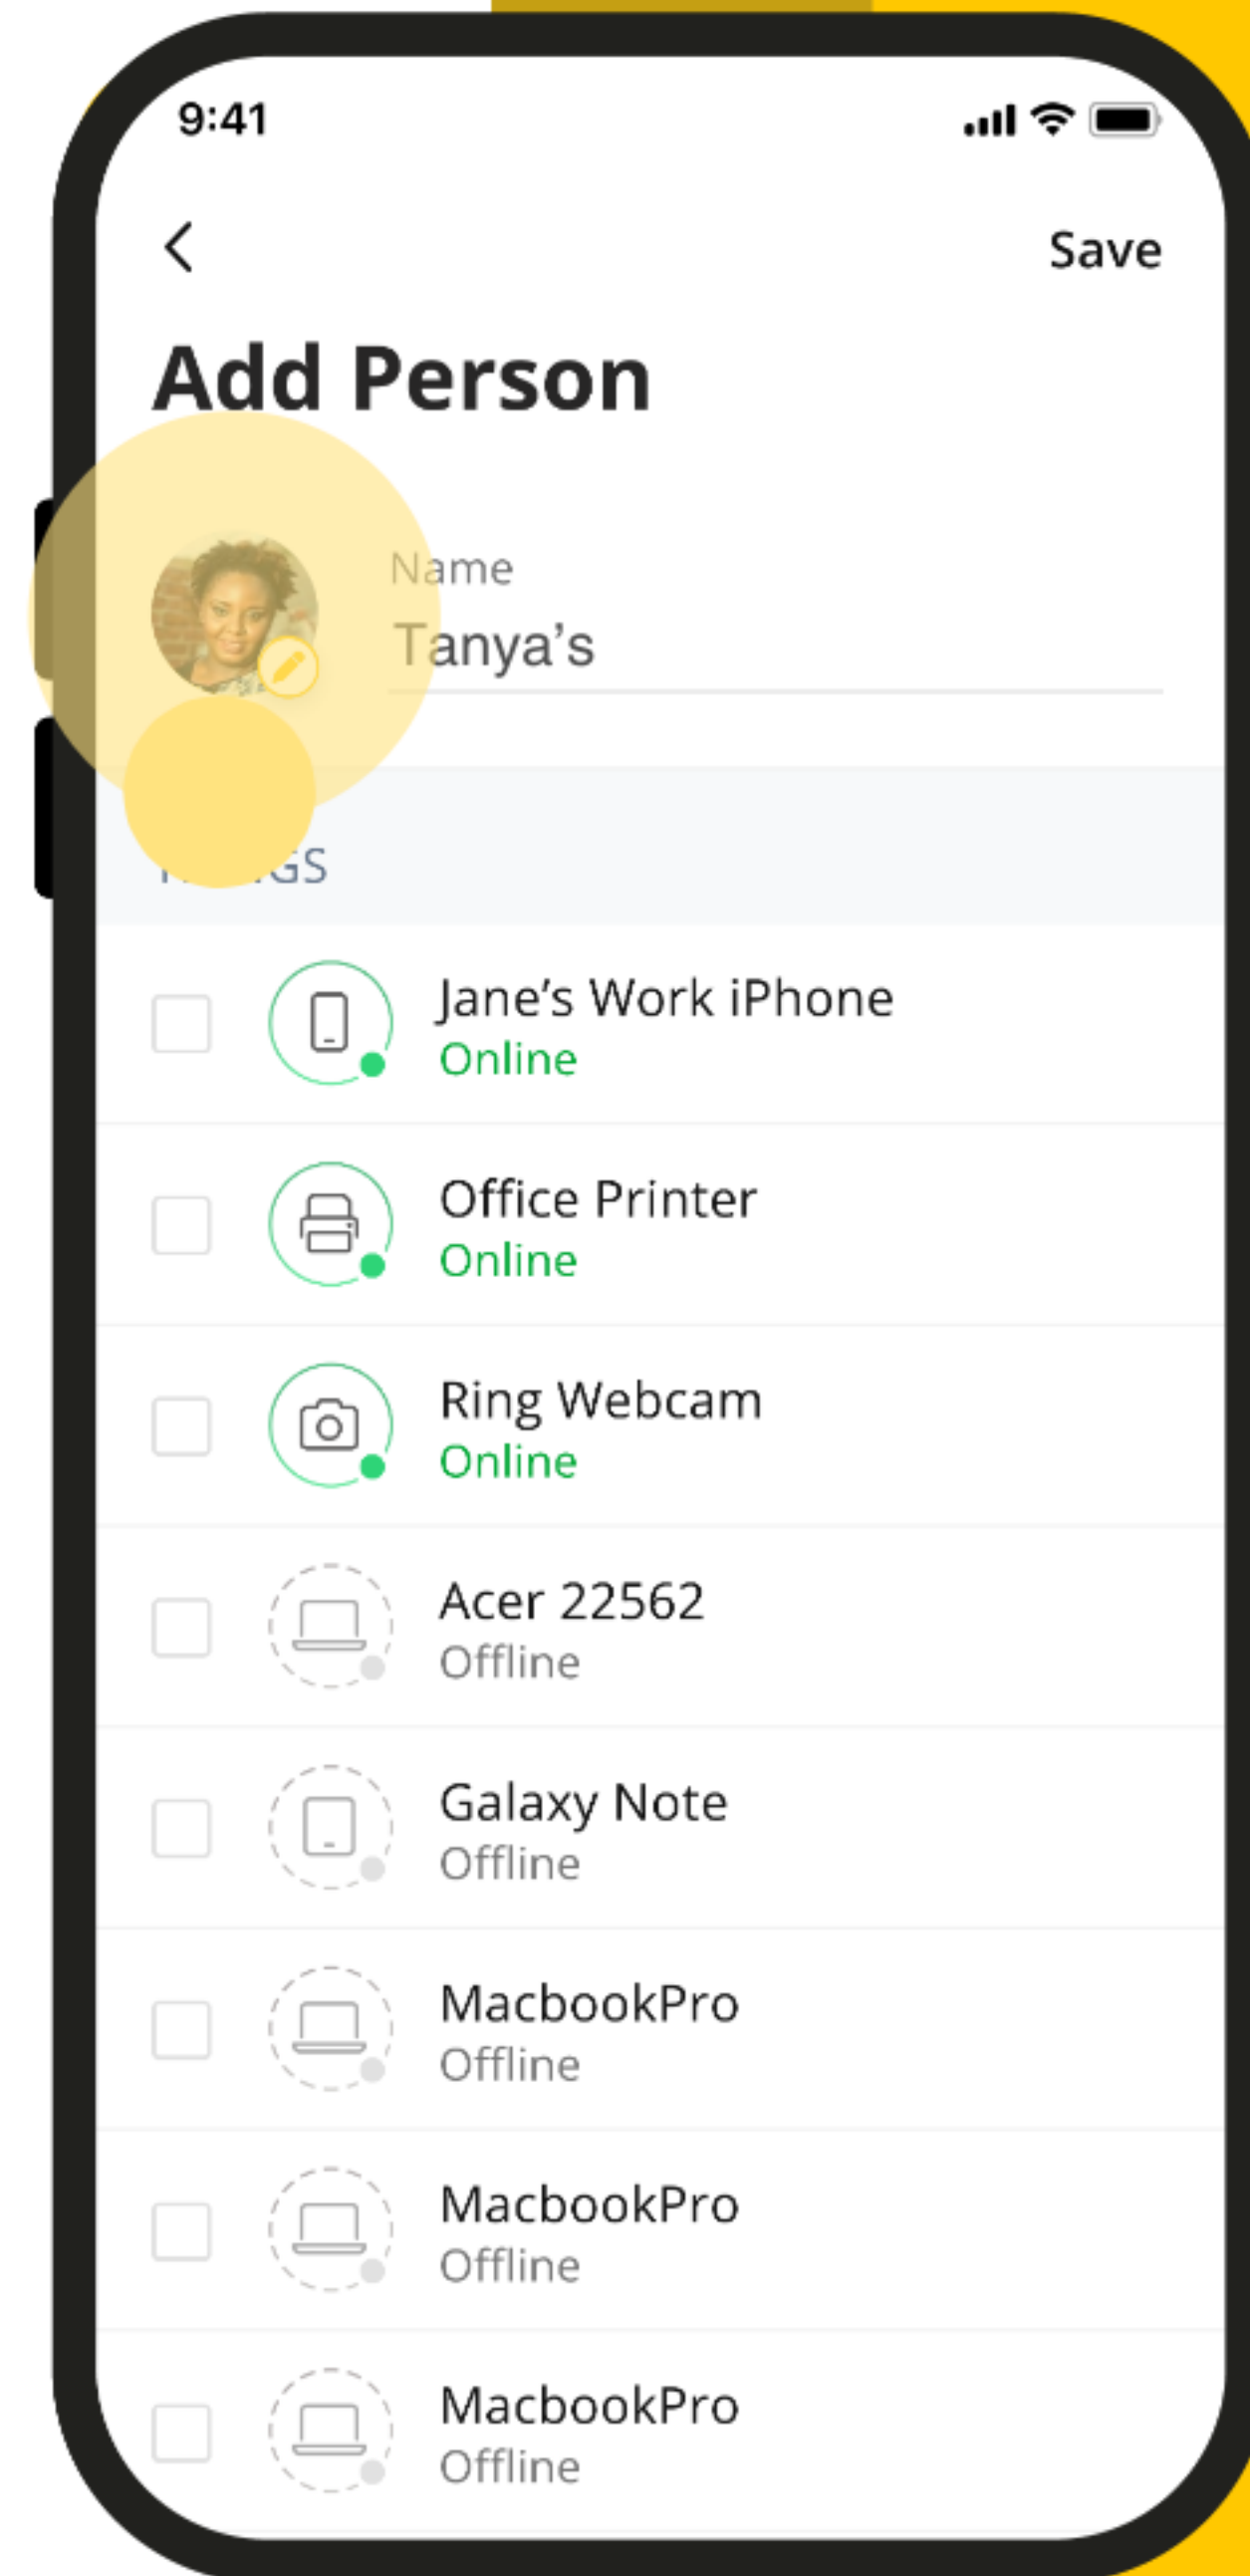 9:41
Save
Add Person
Name
Tanya’s
Jane’s Work iPhone
Online
Office Printer
Online
Ring Webcam
Online
Acer 22562
Offline
Galaxy Note
Offline
MacbookPro
Offline
MacbookPro
Offline
MacbookPro
Offline